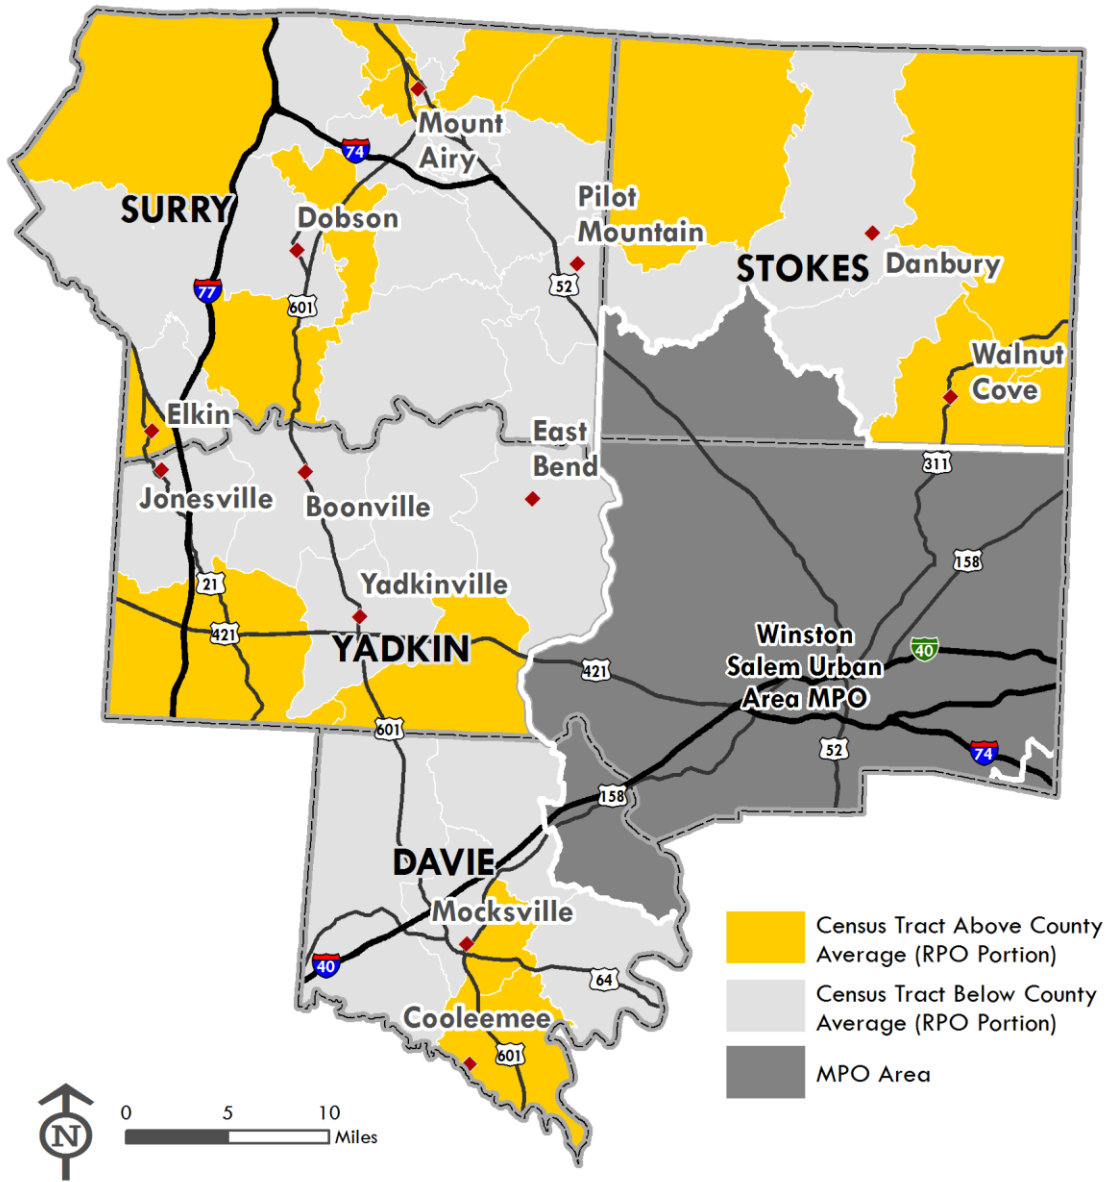 Mount
Airy
74
SURRY
Dobson
Pilot
Mountain
STOKES
Danbury
77
601
52
Walnut
Cove
Elkin
East
Bend
311
Jonesville
Boonville
158
21
Yadkinville
421
YADKIN
Winston
Salem Urban
Area MPO
40
421
601
52
74
158
DAVIE
Mocksville
40
64
Cooleemee
601
Census Tract Above County
Average (RPO Portion)
Census Tract Below County
Average (RPO Portion)
MPO Area
N
0 5 10
Miles